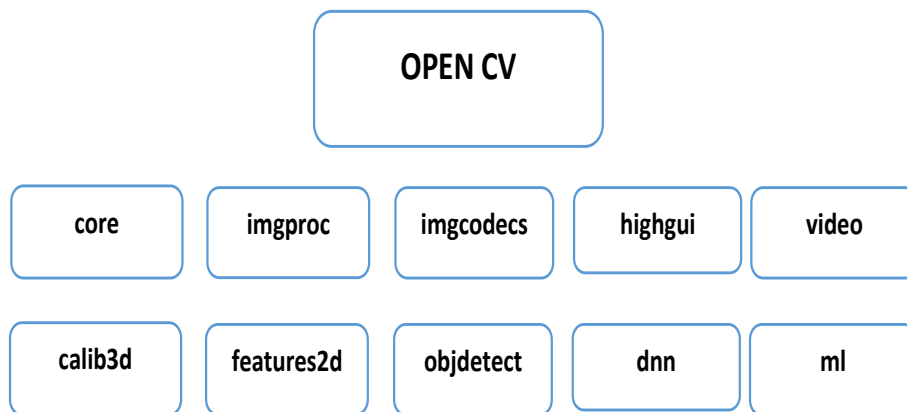 OPEN CV
core
imgproc
imgcodecs
highgui
video
calib3d
features2d
objdetect
dnn
ml